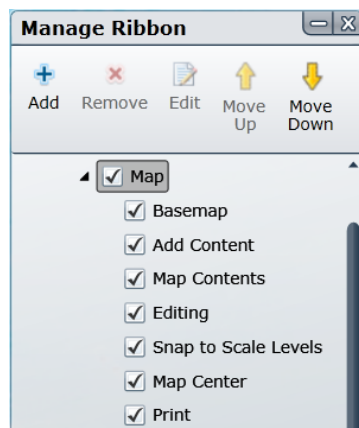 Manage Ribbon
Add
Remove
Edit
Move
Up
Move
Down
Map
Basemap
Add Content
Map Contents
Editing
Snap to Scale Levels
Map Center
Print